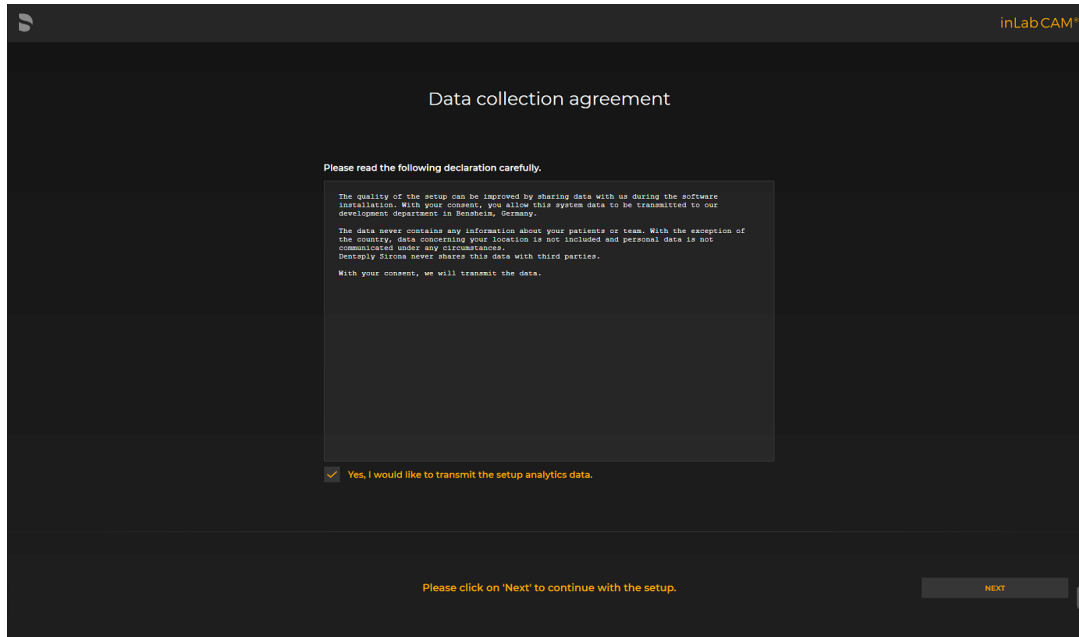 inLab CAM®
Data collection agreement
Please read the following declaration carefully.
The quality of the setup can be improved by sharing data with us during the software
installation. With your consent, you allow this system data to be transmitted to our
development department in Bensheim, Germany.
The data never contains any information about your patients or team. With the exception of
the country, data concerning your location is not included and personal data is not
communicated under any circumstances.
Dentsply Sirona never shares this data with third parties.
With your consent, we will transmit the data.
Yes, I would like to transmit the setup analytics data.
Please click on 'Next' to continue with the setup.
NEXT